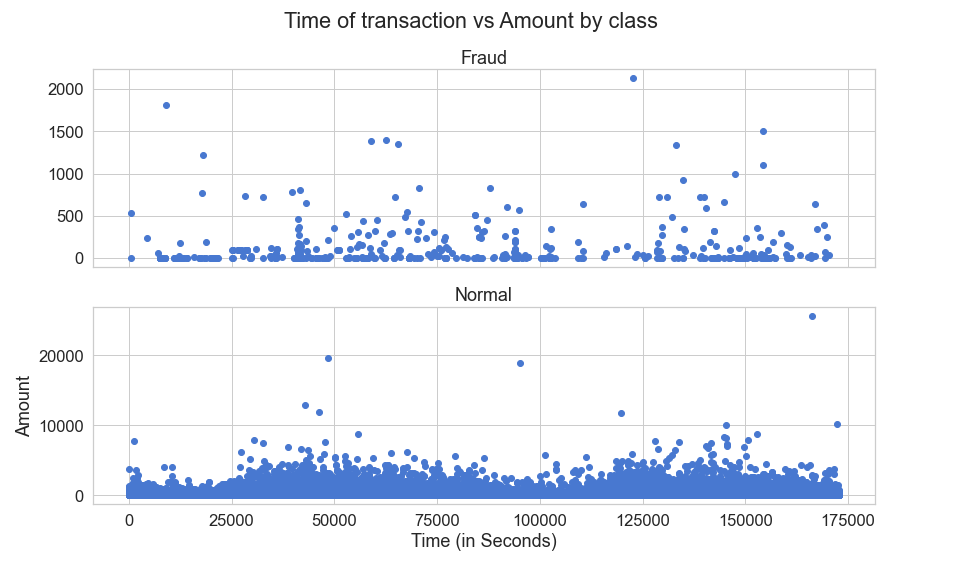 Time of transaction vs Amount by class
Fraud
2000
1500
1000
500
0
Normal
20000
10000
0
Amount
0 25000 50000 75000 100000 125000 150000 175000
Time (in Seconds)